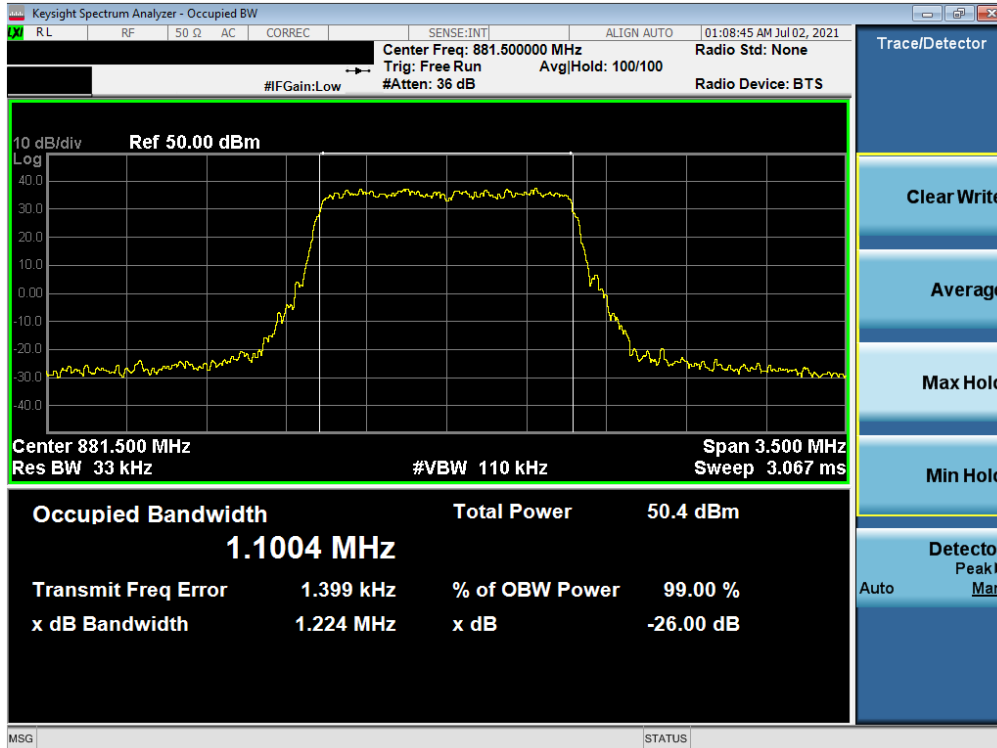 Keysight Spectrum Analyzer - Occupied BW
LXI RL RF 50 Ω AC CORREC SENSE:INT ALIGN AUTO 01:08:45 AM Jul 02, 2021
Center Freq: 881.500000 MHz Radio Std: None
Trig: Free Run Avg|Hold: 100/100
#IFGain:Low #Atten: 36 dB Radio Device: BTS
10 dB/div Ref 50.00 dBm
Log
40.0
30.0
20.0
10.0
0.00
-10.0
-20.0
-30.0
-40.0
Center 881.500 MHz Span 3.500 MHz
Res BW 33 kHz #VBW 110 kHz Sweep 3.067 ms
Occupied Bandwidth Total Power 50.4 dBm
1.1004 MHz
Transmit Freq Error 1.399 kHz % of OBW Power 99.00 %
x dB Bandwidth 1.224 MHz x dB -26.00 dB
MSG STATUS
Trace/Detector
Clear Write
Average
Max Hold
Min Hold
Detector
Peak
Auto Man